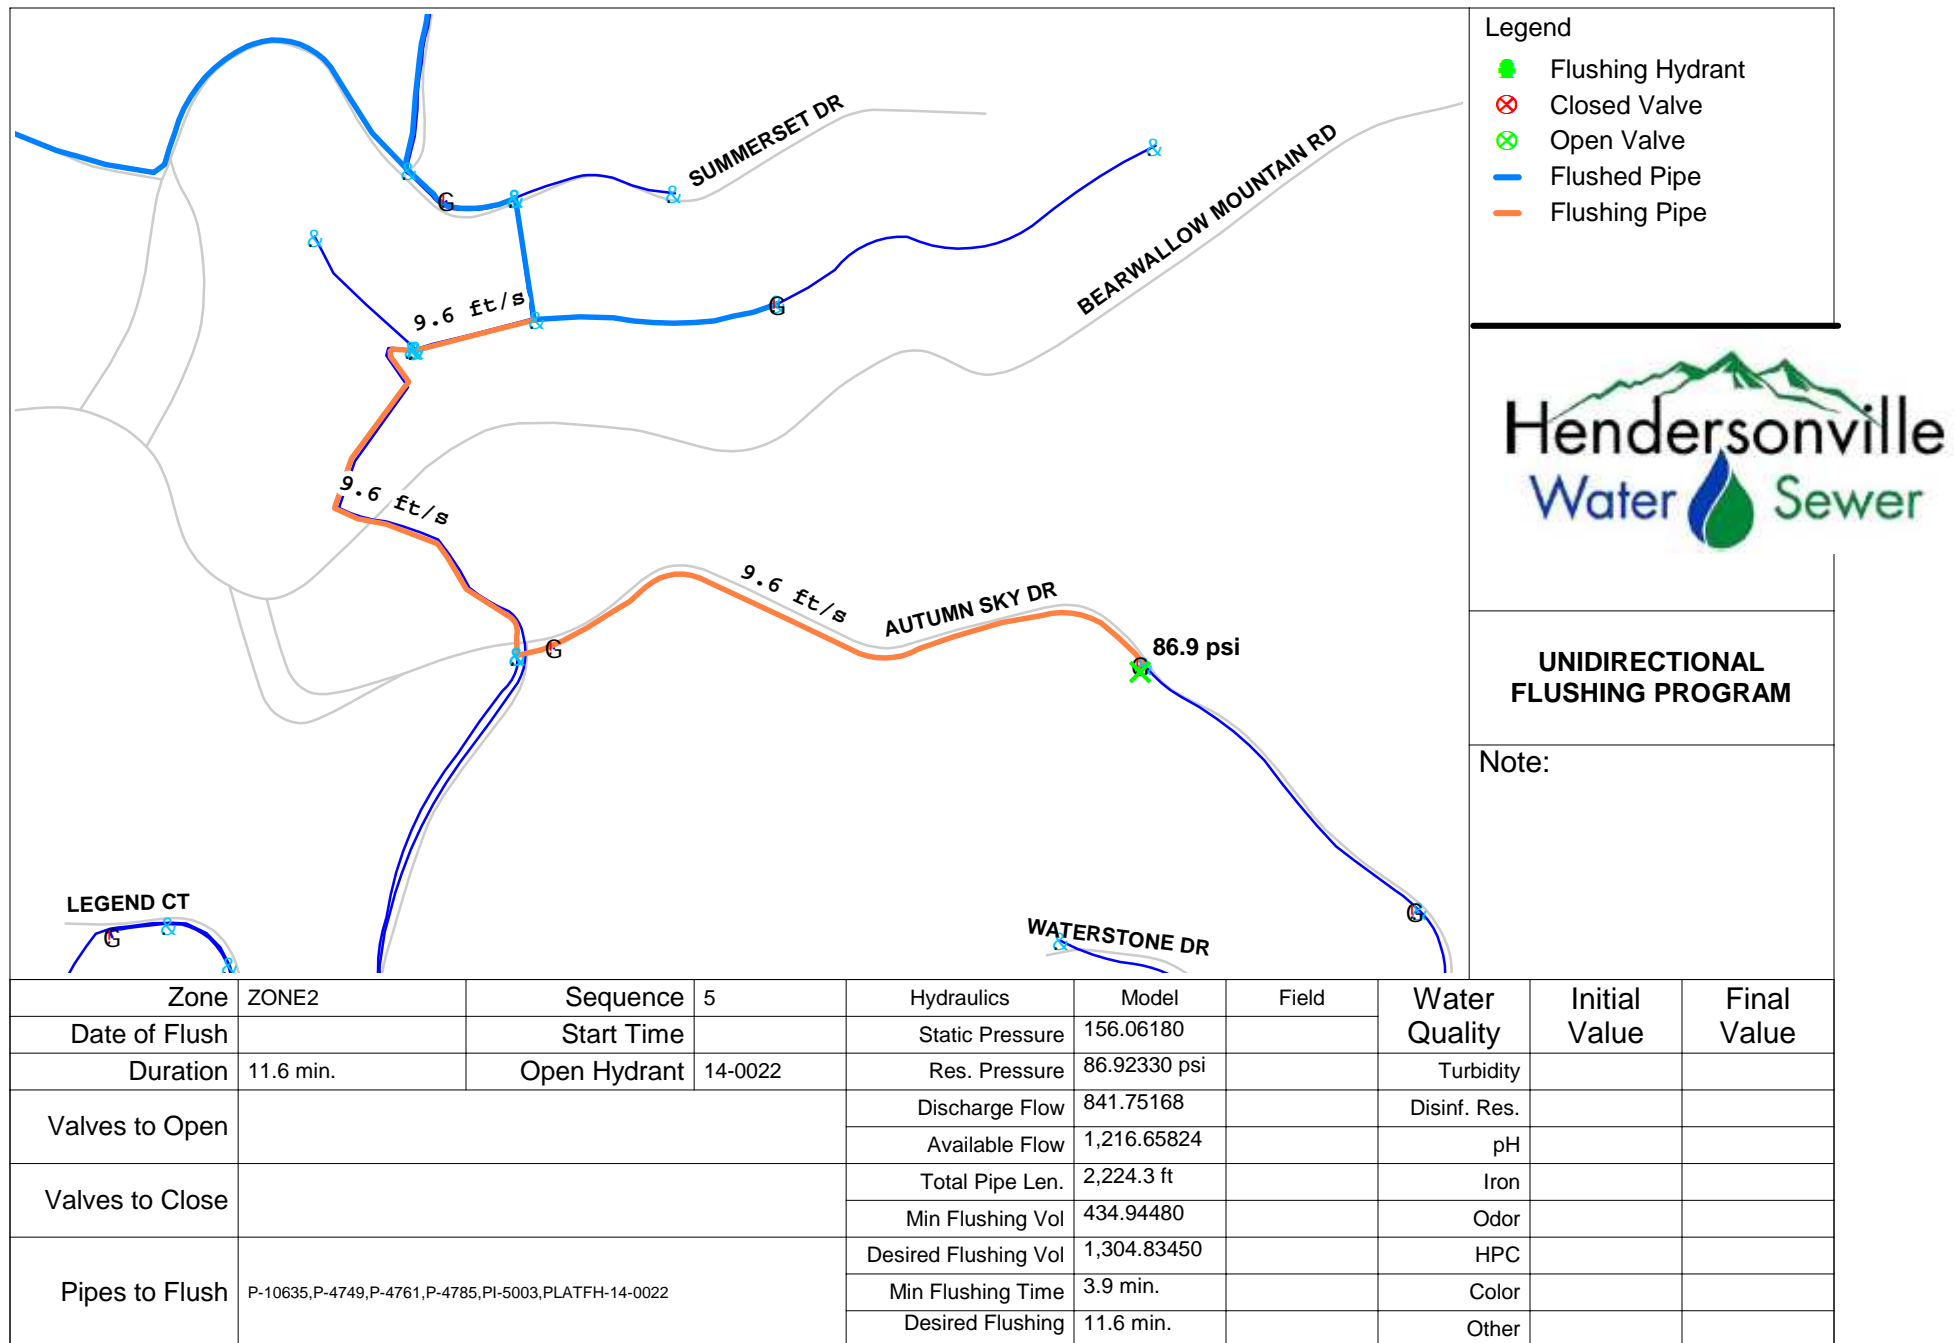 Legend
Flushing Hydrant
Closed Valve
Open Valve
Flushed Pipe
Flushing Pipe
SUMMERSET DR
BEARWALLOW MOUNTAIN RD
&
&
&
&
G
&
9.6 ft/s
&
G
&
9.6 ft/s
9.6 ft/s
AUTUMN SKY DR
86.9 psi
G
&
G
G
LEGEND CT
G
&
&
WATERSTONE DR
&
Hendersonville
Water Sewer
UNIDIRECTIONAL
FLUSHING PROGRAM
Note:
Zone ZONE2 Sequence 5 Hydraulics Model Field Water Quality Initial Value Final Value
Date of Flush Start Time Static Pressure 156.06180
Duration 11.6 min. Open Hydrant 14-0022 Res. Pressure 86.92330 psi Turbidity
Valves to Open Discharge Flow 841.75168 Disinf. Res.
Available Flow 1,216.65824 pH
Valves to Close Total Pipe Len. 2,224.3 ft Iron
Min Flushing Vol 434.94480 Odor
Pipes to Flush P-10635,P-4749,P-4761,P-4785,PI-5003,PLATFH-14-0022 Desired Flushing Vol 1,304.83450 HPC
Min Flushing Time 3.9 min. Color
Desired Flushing 11.6 min. Other